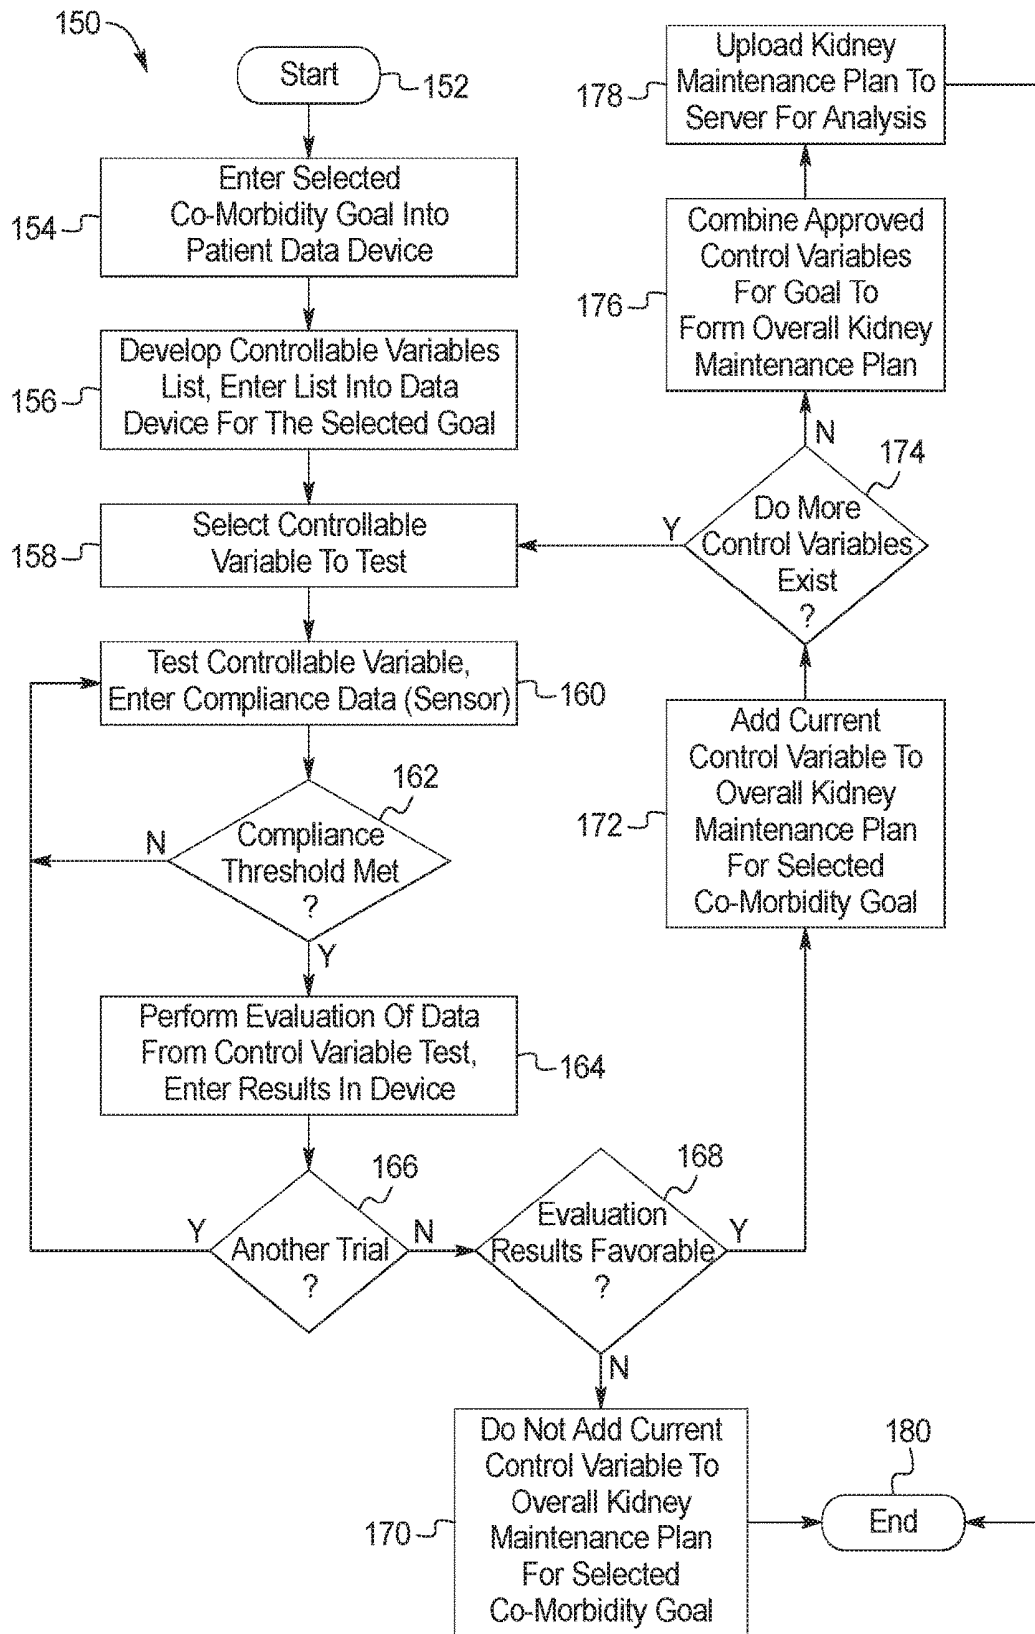 150
Start
152
Enter Selected
Co-Morbidity Goal Into
Patient Data Device
154
Develop Controllable Variables
List, Enter List Into Data
Device For The Selected Goal
156
Select Controllable
Variable To Test
158
Test Controllable Variable,
Enter Compliance Data (Sensor)
160
162
Compliance
Threshold Met
?
N
Y
Perform Evaluation Of Data
From Control Variable Test,
Enter Results In Device
164
166
Another Trial
?
Y
N
168
Evaluation
Results Favorable
?
Y
N
Do Not Add Current
Control Variable To
Overall Kidney
Maintenance Plan
For Selected
Co-Morbidity Goal
170
Add Current
Control Variable To
Overall Kidney
Maintenance Plan
For Selected
Co-Morbidity Goal
172
174
Do More
Control Variables
Exist
?
Y
N
Combine Approved
Control Variables
For Goal To
Form Overall Kidney
Maintenance Plan
176
Upload Kidney
Maintenance Plan To
Server For Analysis
178
180
End